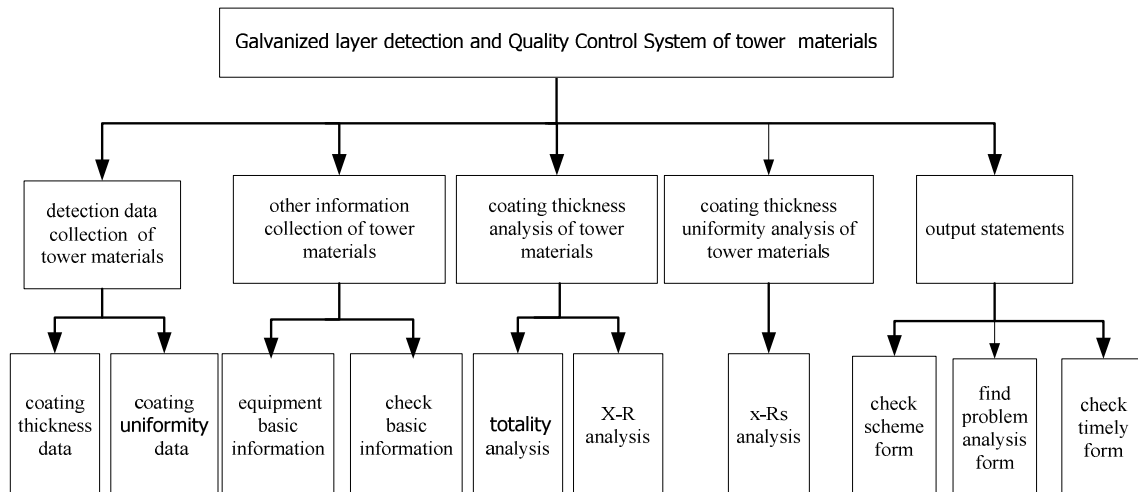 Galvanized layer detection and Quality Control System of tower materials
detection data
collection of
tower materials
other information
collection of tower
materials
coating thickness
analysis of tower
materials
coating thickness
uniformity analysis of
tower materials
output statements
coating
thickness
data
coating
uniformity
data
equipment
basic
information
check
basic
information
totality
analysis
X-R
analysis
x-Rs
analysis
check
scheme
form
find
problem
analysis
form
check
timely
form